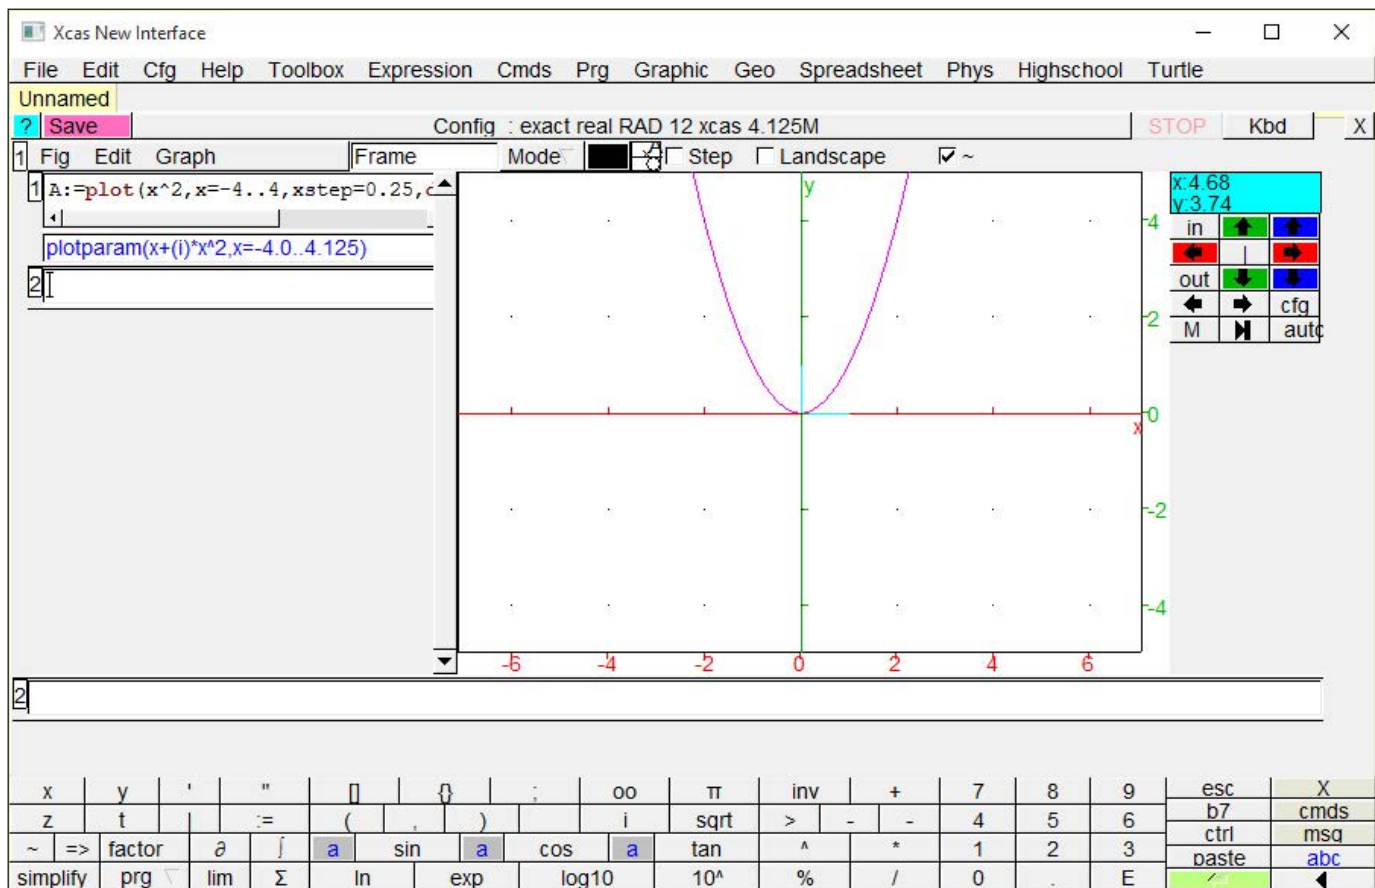 Xcas New Interface
File Edit Cfg Help Toolbox Expression Cmds Prg Graphic Geo Spreadsheet Phys Highschool Turtle
Unnamed
? Save Config : exact real RAD 12 xcas 4.125M STOP Kbd X
1 Fig Edit Graph Frame Mode Step Landscape ~
1 A:=plot(x^2,x=-4..4,xstep=0.25,
plotparam(x+(i)*x^2,x=-4.0..4.125)
2
y
4
2
0
x
-2
-4
-6 -4 -2 0 2 4 6
x:4.68
y:3.74
in
out
cfg
M auto
2
x y ' " [] {} ; oo π inv + 7 8 9 esc X
z t | := ( , ) i sqrt > - - 4 5 6 b7 cmds
~ => factor ∂ ∫ a sin a cos a tan ^ * 1 2 3 ctrl msg
simplify prg lim Σ ln exp log10 10^ % / 0 . E paste abc